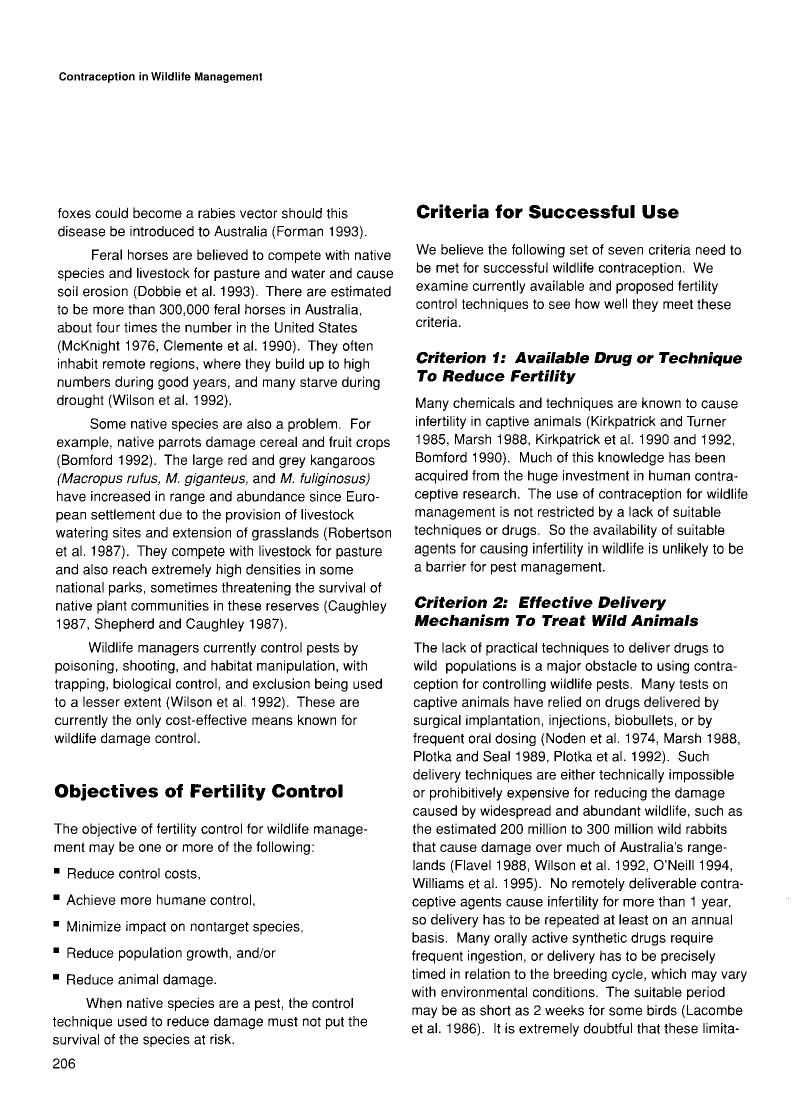 Contraception in Wildlife Management
foxes could become a rabies vector should this
disease be introduced to Australia (Forman 1993).
Feral horses are believed to compete with native
species and livestock for pasture and water and cause
soil erosion (Dobbie et al. 1993). There are estimated
to be more than 300,000 feral horses in Australia,
about four times the number in the United States
(McKnight 1976, Clemente et al. 1990). They often
inhabit remote regions, where they build up to high
numbers during good years, and many starve during
drought (Wilson et al. 1992).
Some native species are also a problem. For
example, native parrots damage cereal and fruit crops
(Bomford 1992). The large red and grey kangaroos
(Macropus rufus, M. giganteus, and M. fuliginosus)
have increased in range and abundance since Euro-
pean settlement due to the provision of livestock
watering sites and extension of grasslands (Robertson
et al. 1987). They compete with livestock for pasture
and also reach extremely high densities in some
national parks, sometimes threatening the survival of
native plant communities in these reserves (Caughley
1987, Shepherd and Caughley 1987).
Wildlife managers currently control pests by
poisoning, shooting, and habitat manipulation, with
trapping, biological control, and exclusion being used
to a lesser extent (Wilson et al. 1992). These are
currently the only cost-effective means known for
wildlife damage control.
Objectives of Fertility Control
The objective of fertility control for wildlife manage-
ment may be one or more of the following:
▪ Reduce control costs,
▪ Achieve more humane control,
▪ Minimize impact on nontarget species,
▪ Reduce population growth, and/or
▪ Reduce animal damage.
When native species are a pest, the control
technique used to reduce damage must not put the
survival of the species at risk.
206
Criteria for Successful Use
We believe the following set of seven criteria need to
be met for successful wildlife contraception. We
examine currently available and proposed fertility
control techniques to see how well they meet these
criteria.
Criterion 1: Available Drug or Technique
To Reduce Fertility
Many chemicals and techniques are known to cause
infertility in captive animals (Kirkpatrick and Turner
1985, Marsh 1988, Kirkpatrick et al. 1990 and 1992,
Bomford 1990). Much of this knowledge has been
acquired from the huge investment in human contra-
ceptive research. The use of contraception for wildlife
management is not restricted by a lack of suitable
techniques or drugs. So the availability of suitable
agents for causing infertility in wildlife is unlikely to be
a barrier for pest management.
Criterion 2: Effective Delivery
Mechanism To Treat Wild Animals
The lack of practical techniques to deliver drugs to
wild populations is a major obstacle to using contra-
ception for controlling wildlife pests. Many tests on
captive animals have relied on drugs delivered by
surgical implantation, injections, biobullets, or by
frequent oral dosing (Noden et al. 1974, Marsh 1988,
Plotka and Seal 1989, Plotka et al. 1992). Such
delivery techniques are either technically impossible
or prohibitively expensive for reducing the damage
caused by widespread and abundant wildlife, such as
the estimated 200 million to 300 million wild rabbits
that cause damage over much of Australia's range-
lands (Flavel 1988, Wilson et al. 1992, O'Neill 1994,
Williams et al. 1995). No remotely deliverable contra-
ceptive agents cause infertility for more than 1 year,
so delivery has to be repeated at least on an annual
basis. Many orally active synthetic drugs require
frequent ingestion, or delivery has to be precisely
timed in relation to the breeding cycle, which may vary
with environmental conditions. The suitable period
may be as short as 2 weeks for some birds (Lacombe
et al. 1986). It is extremely doubtful that these limita-